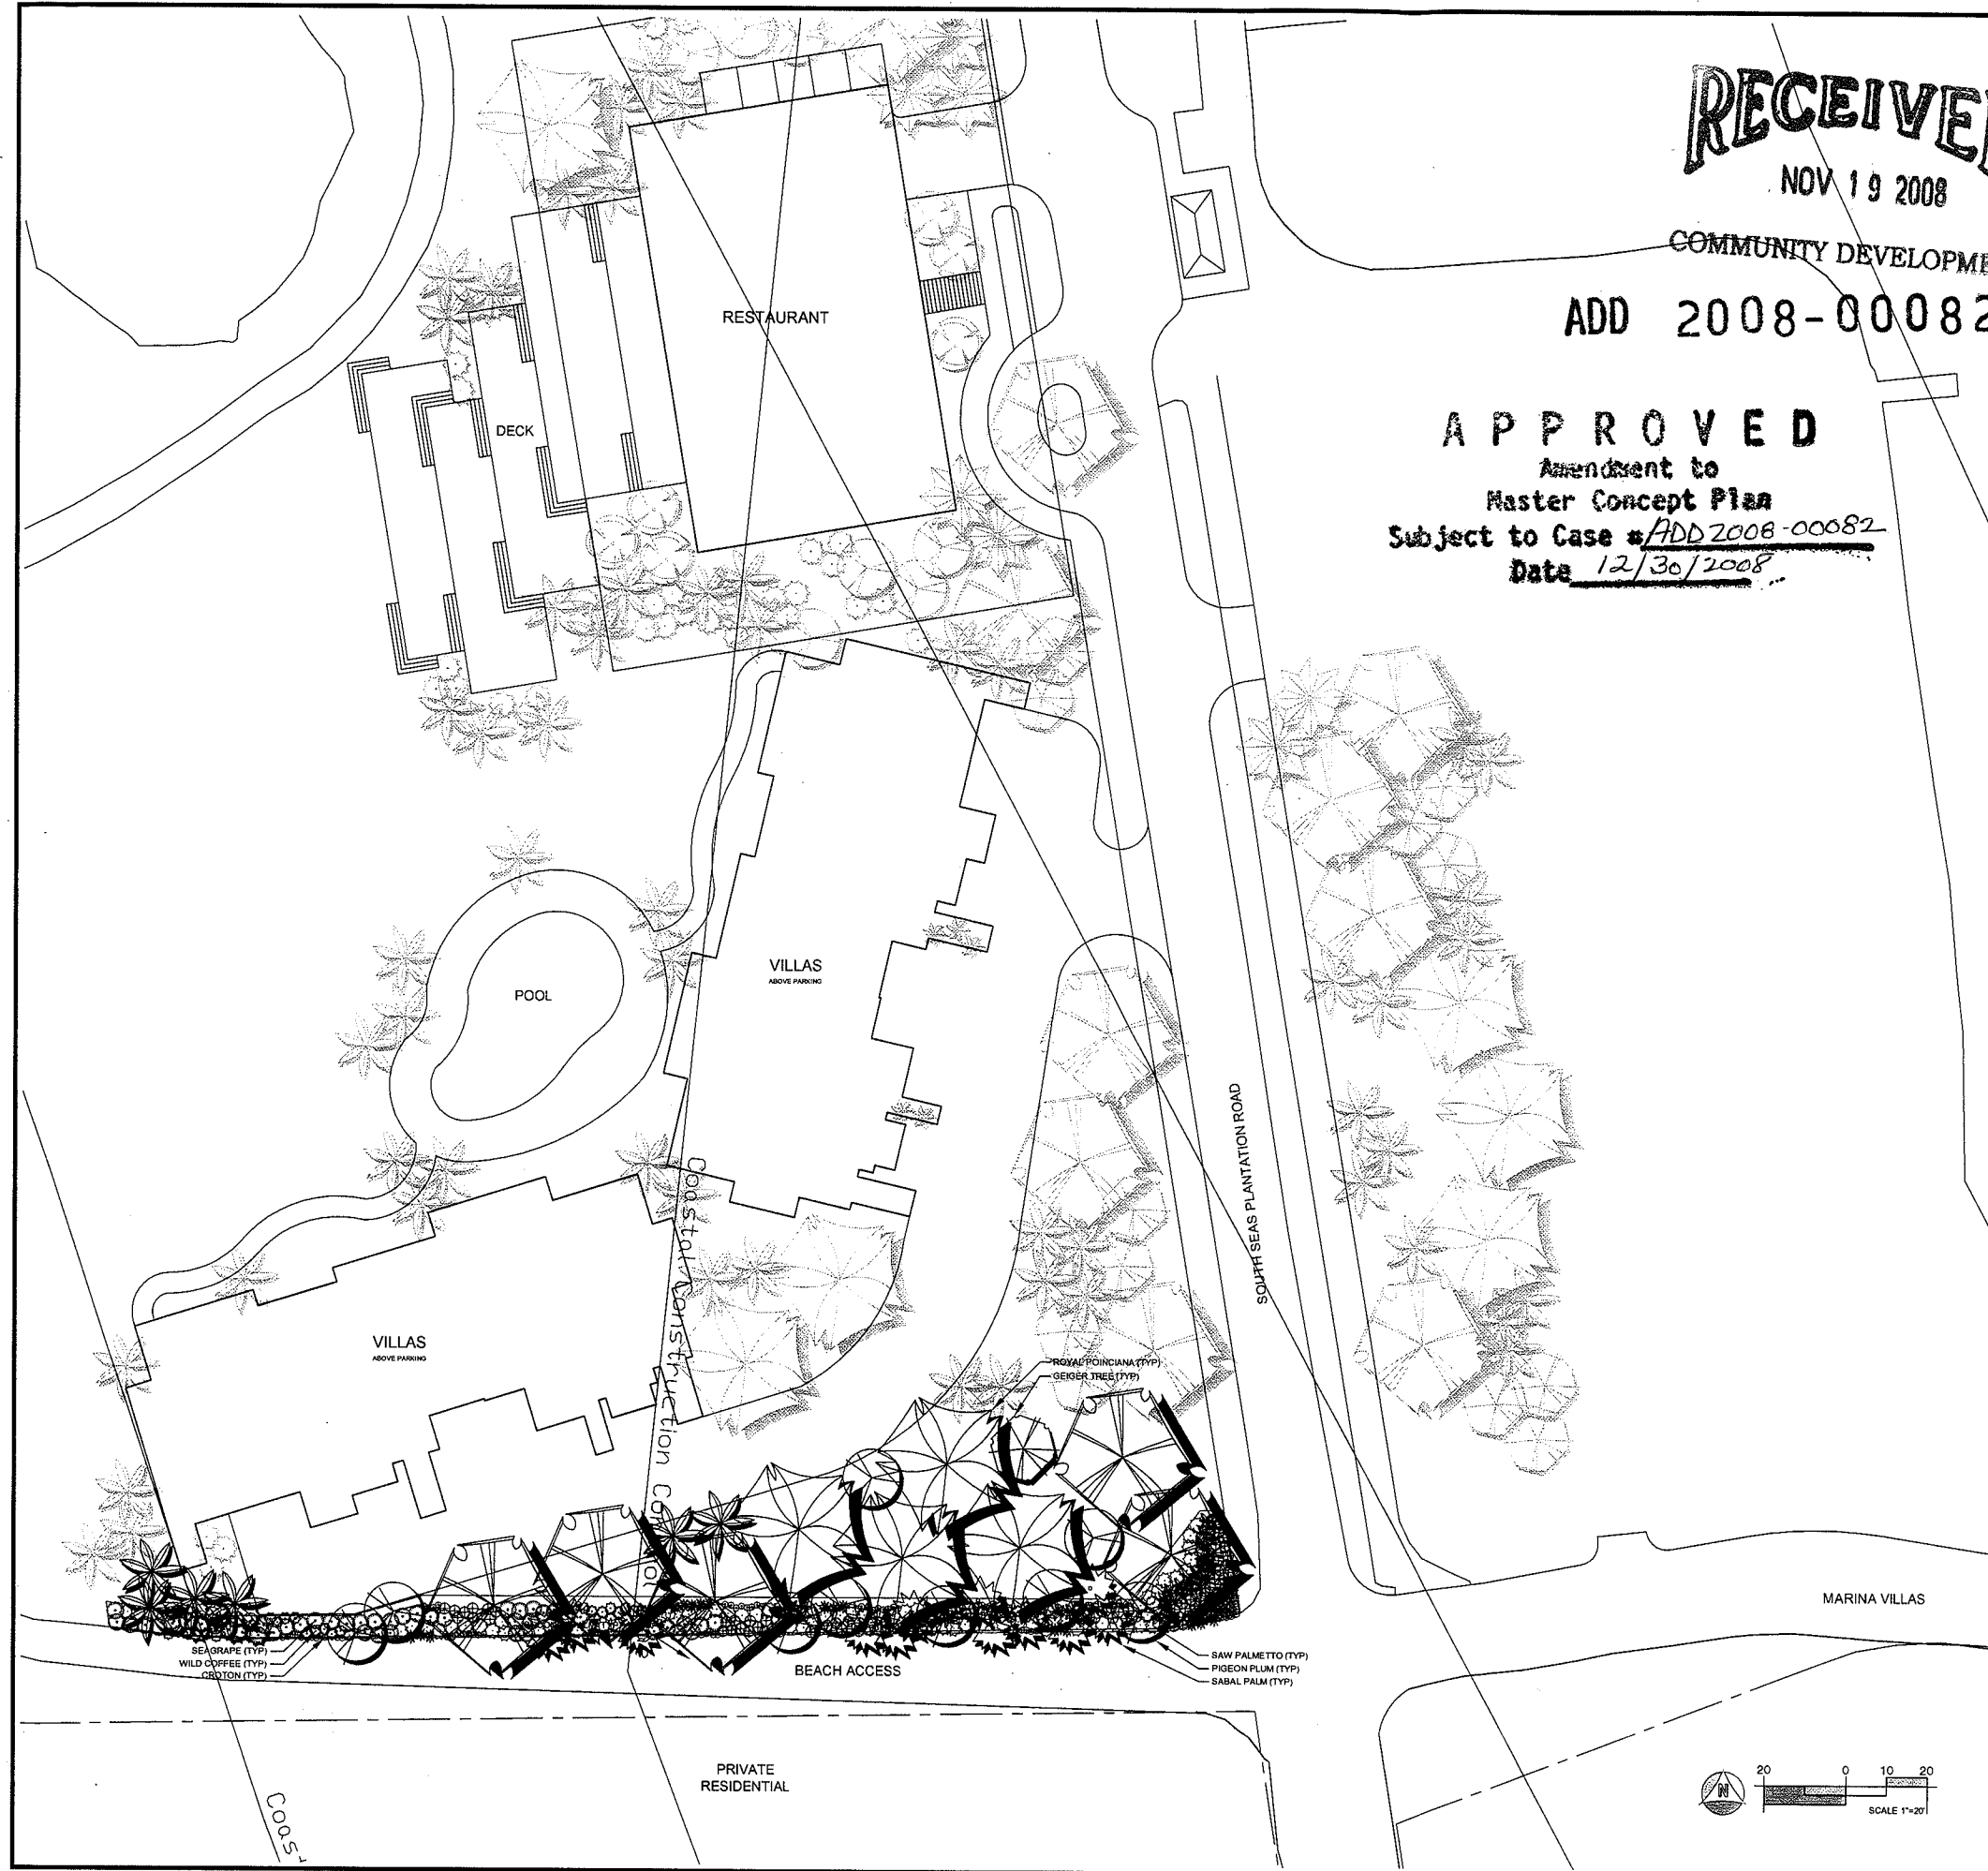 RECEIVE
NOV 19 2008
COMMUNITY DEVELOPME
ADD 2008-00082
APPROVED
Amendment to
Master Concept Plan
Subject to Case # ADD2008-00082
Date 12/30/2008
RESTAURANT
DECK
VILLAS
ABOVE PARKING
POOL
SOUTH SEAS PLANTATION ROAD
Coastal Construction Con
VILLAS
ABOVE PARKING
ROYAL POINCIANA (TYP)
GEIGER TREE (TYP)
MARINA VILLAS
SEAGRAPE (TYP)
WILD COFFEE (TYP)
CROTON (TYP)
BEACH ACCESS
SAW PALMETTO (TYP)
PIGEON PLUM (TYP)
SABAL PALM (TYP)
PRIVATE
RESIDENTIAL
Coas
N
20 0 10 20
SCALE 1"=20'